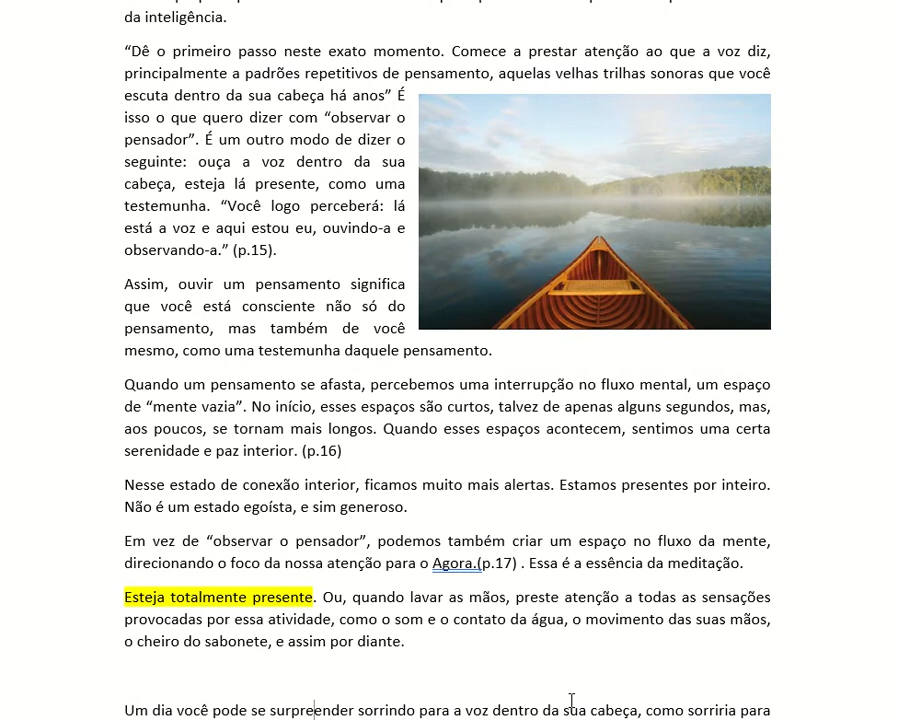 da inteligência.
“Dê o primeiro passo neste exato momento. Comece a prestar atenção ao que a voz diz,
principalmente a padrões repetitivos de pensamento, aquelas velhas trilhas sonoras que você
escuta dentro da sua cabeça há anos” É
isso o que quero dizer com “observar o
pensador”. É um outro modo de dizer o
seguinte: ouça a voz dentro da sua
cabeça, esteja lá presente, como uma
testemunha. “Você logo perceberá: lá
está a voz e aqui estou eu, ouvindo-a e
observando-a.” (p.15).
Assim, ouvir um pensamento significa
que você está consciente não só do
pensamento, mas também de você
mesmo, como uma testemunha daquele pensamento.
Quando um pensamento se afasta, percebemos uma interrupção no fluxo mental, um espaço
de “mente vazia”. No início, esses espaços são curtos, talvez de apenas alguns segundos, mas,
aos poucos, se tornam mais longos. Quando esses espaços acontecem, sentimos uma certa
serenidade e paz interior. (p.16)
Nesse estado de conexão interior, ficamos muito mais alertas. Estamos presentes por inteiro.
Não é um estado egoísta, e sim generoso.
Em vez de “observar o pensador”, podemos também criar um espaço no fluxo da mente,
direcionando o foco da nossa atenção para o Agora.(p.17) . Essa é a essência da meditação.
Esteja totalmente presente. Ou, quando lavar as mãos, preste atenção a todas as sensações
provocadas por essa atividade, como o som e o contato da água, o movimento das suas mãos,
o cheiro do sabonete, e assim por diante.
Um dia você pode se surpreender sorrindo para a voz dentro da sua cabeça, como sorriria para